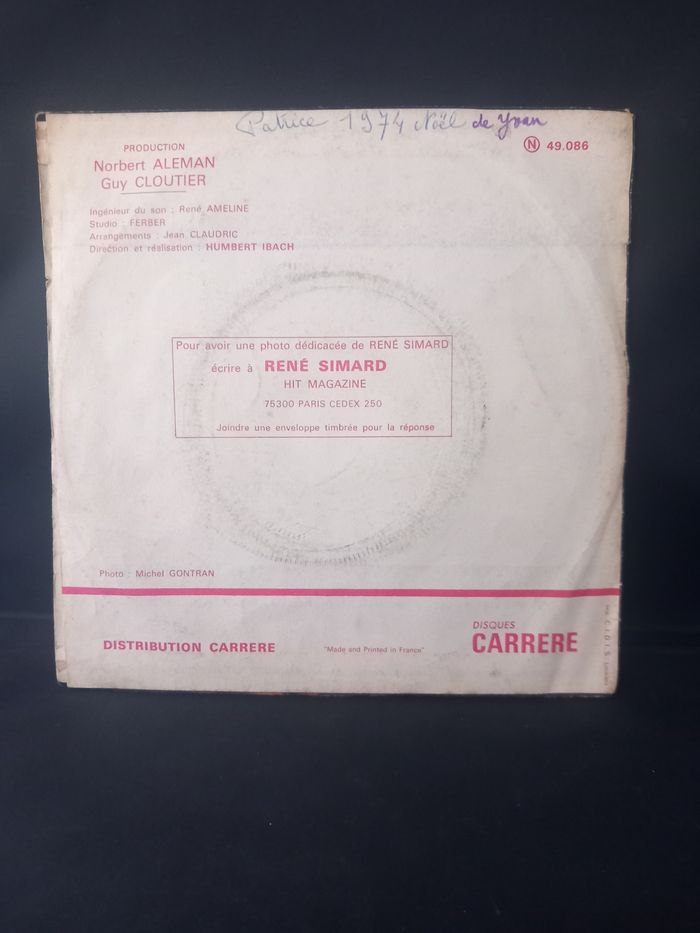 Patrice 1974 Noël de Yvan
PRODUCTION
Norbert ALEMAN
Guy CLOUTIER
Ⓝ 49.086
Ingénieur du son : René AMELINE
Studio : FERBER
Arrangements : Jean CLAUDRIC
Direction et réalisation : HUMBERT IBACH
Pour avoir une photo dédicacée de RENÉ SIMARD
écrire à RENÉ SIMARD
HIT MAGAZINE
75300 PARIS CEDEX 250
Joindre une enveloppe timbrée pour la réponse
Photo : Michel GONTRAN
DISTRIBUTION CARRERE
"Made and Printed in France"
DISQUES
CARRERE